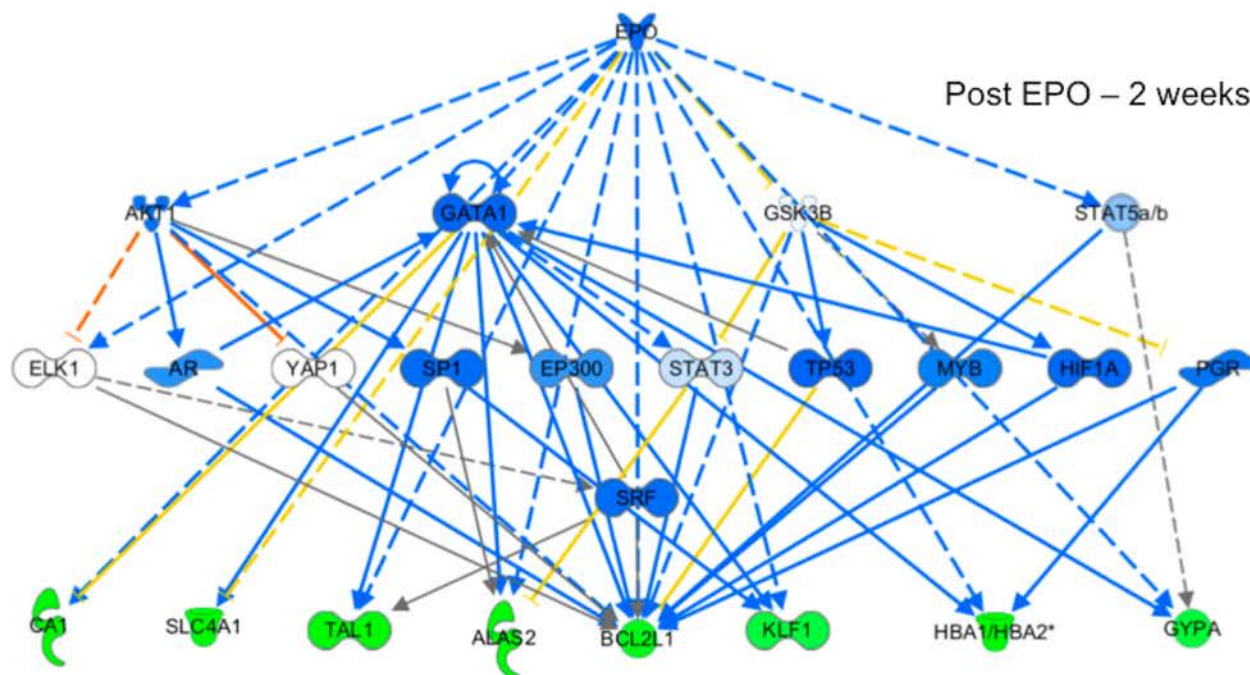 EPO
Post EPO – 2 weeks
AKT1
GATA1
GSK3B
STAT5a/b
ELK1
AR
YAP1
SP1
EP300
STAT3
TP53
MYB
HIF1A
PGR
SRF
CA1
SLC4A1
TAL1
ALAS2
BCL2L1
KLF1
HBA1/HBA2*
GYPA